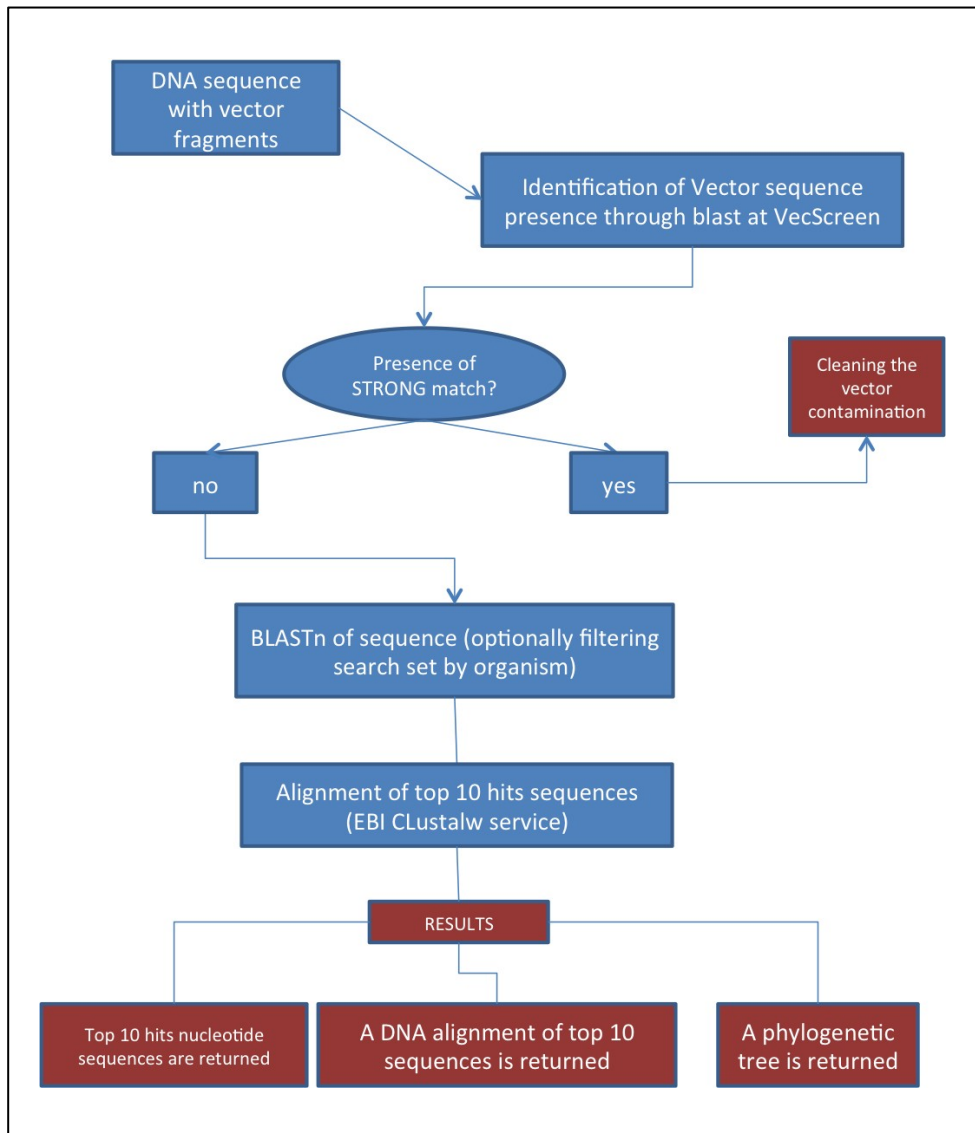 DNA sequence
with vector
fragments
Identification of Vector sequence
presence through blast at VecScreen
Presence of
STRONG match?
Cleaning the
vector
contamination
no
yes
BLASTn of sequence (optionally filtering
search set by organism)
Alignment of top 10 hits sequences
(EBI CLustalw service)
RESULTS
Top 10 hits nucleotide
sequences are returned
A DNA alignment of top 10
sequences is returned
A phylogenetic
tree is returned